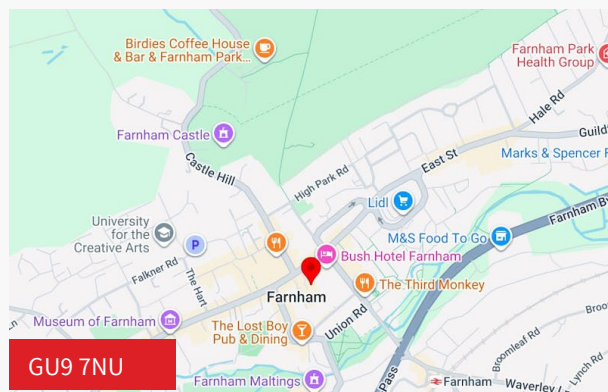 Birdies Coffee House
& Bar & Farnham Park...
Farnham Park
Health Group
Hale Rd
Farnham Castle
Castle Hill
East St
Marks & Spencer F
High Park Rd
Lidl
University
for the
Creative Arts
P
M&S Food To Go
Farnham By
Bush Hotel Farnham
Falkner Rd
The Hart
Farnham
The Third Monkey
Museum of Farnham
The Lost Boy
Pub & Dining
Union Rd
Broomleaf Rd
Lynch Rd
Pass
GU9 7NU
Farnham Maltings
Farnham
Waverley L